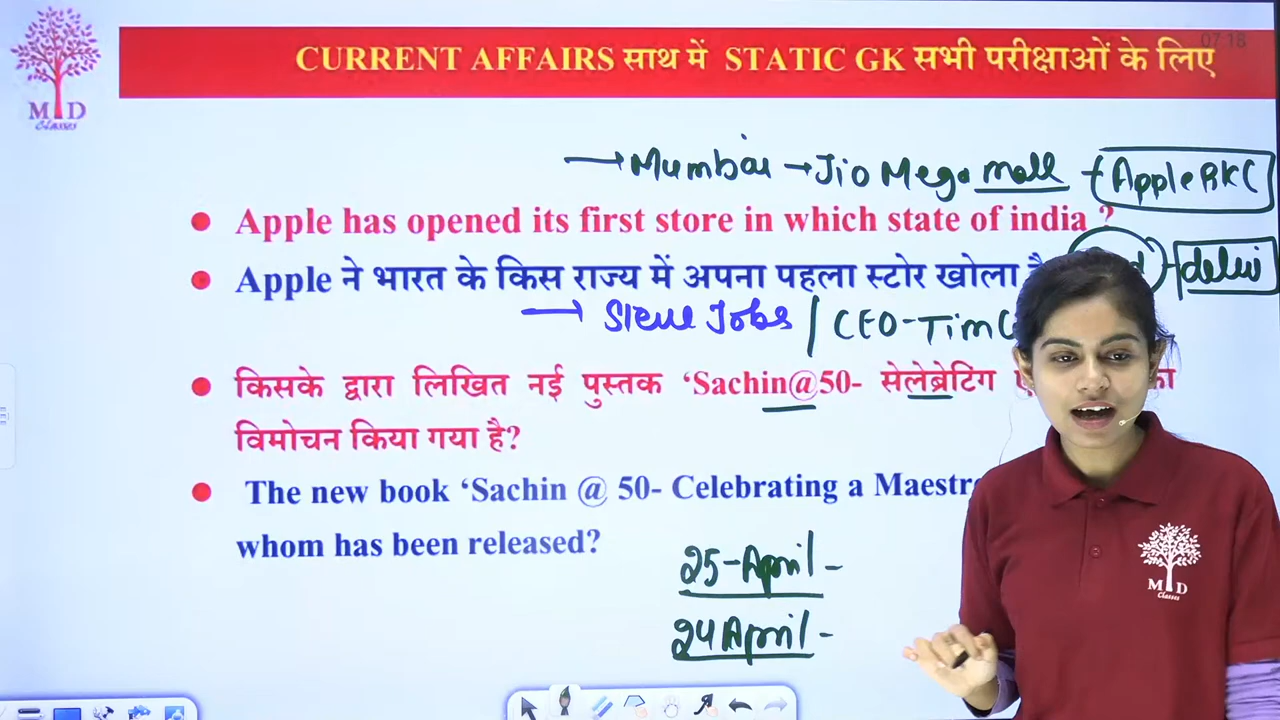 07:18
CURRENT AFFAIRS साथ में STATIC GK सभी परीक्षाओं के लिए
MD
Classes
→ Mumbai → Jio Mega mall + Apple BKC
Apple has opened its first store in which state of india ?
Apple ने भारत के किस राज्य में अपना पहला स्टोर खोला
delhi
→ Steve Jobs / CEO - Tim C
किसके द्वारा लिखित नई पुस्तक ‘Sachin@50- सेलेब्रेटिंग
का
विमोचन किया गया है?
The new book ‘Sachin @ 50- Celebrating a Maestro
whom has been released?
25-April -
24 April -
MD
Classes